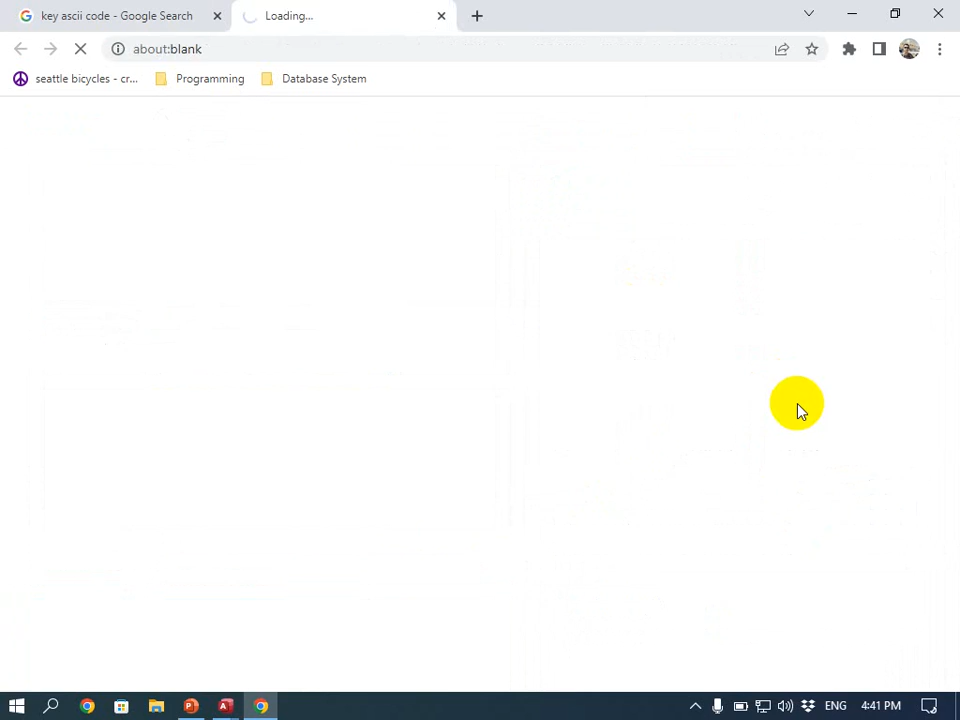 key ascii code - Google Search
Loading...
about:blank
seattle bicycles - cr...
Programming
Database System
ENG
4:41 PM